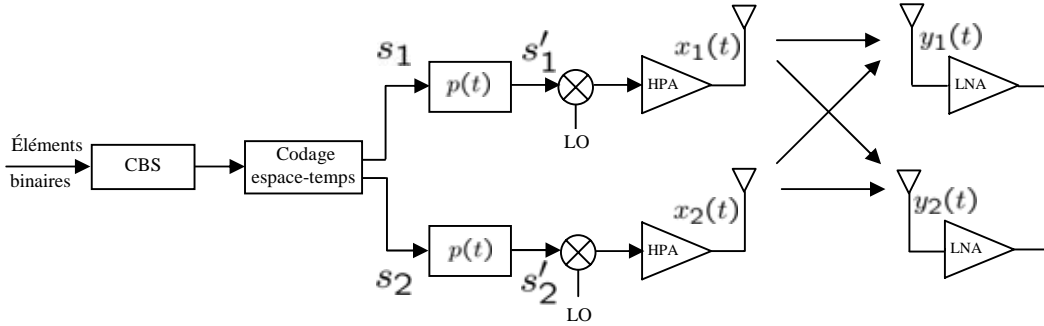 Éléments
binaires
CBS
Codage
espace-temps
s₁
p(t)
s′₁
LO
HPA
x₁(t)
y₁(t)
LNA
s₂
p(t)
s′₂
LO
HPA
x₂(t)
y₂(t)
LNA